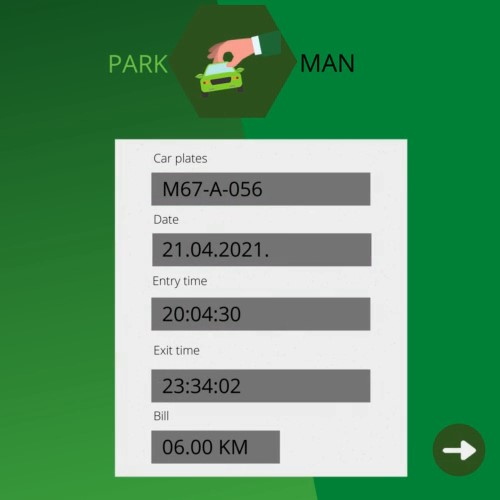 PARK MAN
Car plates
M67-A-056
Date
21.04.2021.
Entry time
20:04:30
Exit time
23:34:02
Bill
06.00 KM